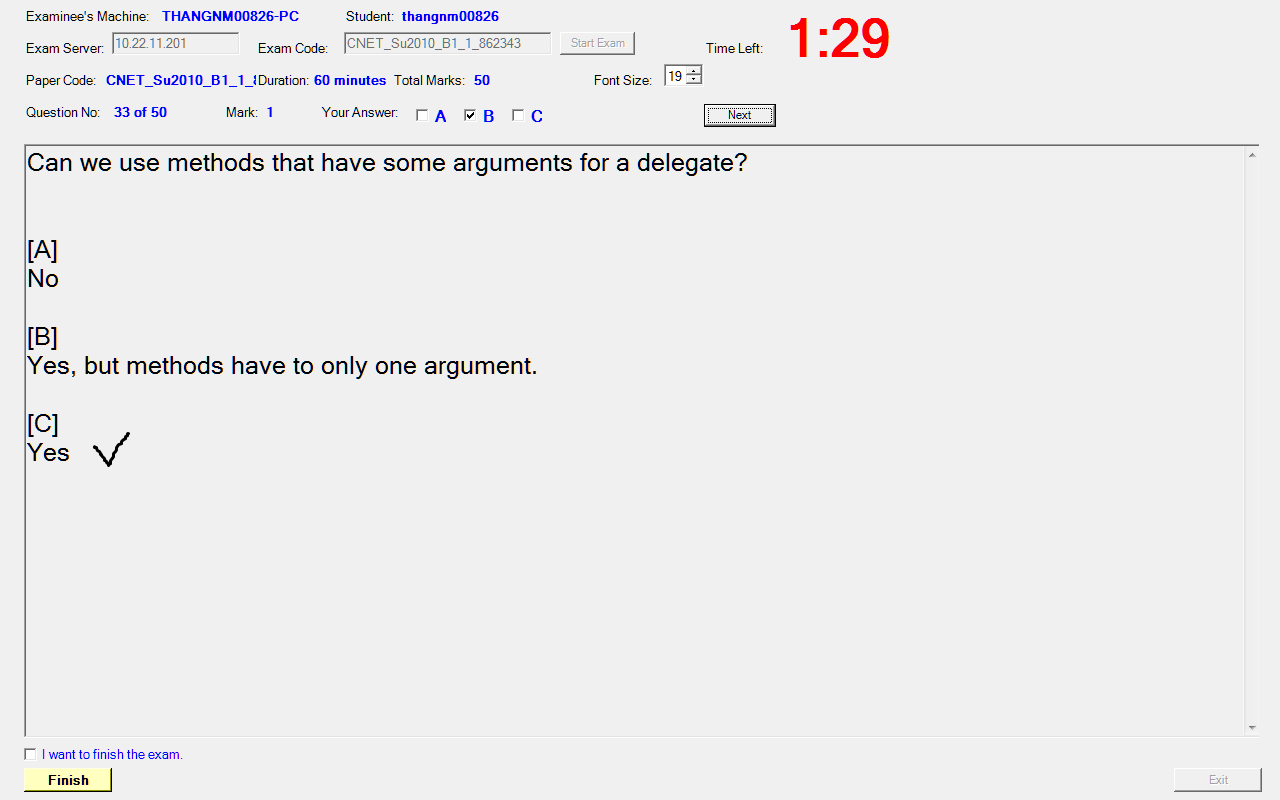 Examinee's Machine: THANGNM00826-PC Student: thangnm00826
Exam Server: 10.22.11.201 Exam Code: CNET_Su2010_B1_1_862343 Start Exam Time Left: 1:29
Paper Code: CNET_Su2010_B1_1_ Duration: 60 minutes Total Marks: 50 Font Size: 19
Question No: 33 of 50 Mark: 1 Your Answer: A B C Next
Can we use methods that have some arguments for a delegate?
[A]
No
[B]
Yes, but methods have to only one argument.
[C]
Yes
I want to finish the exam.
Finish Exit